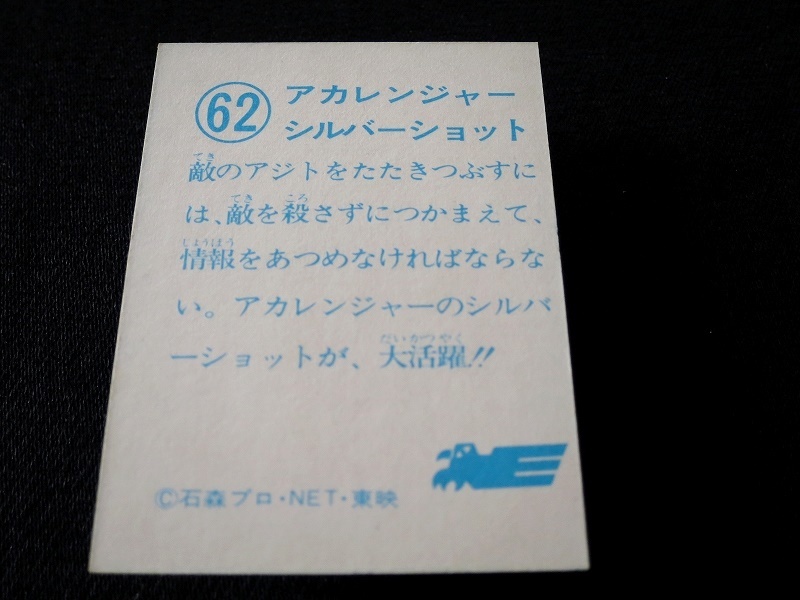 62 アカレンジャー
シルバーショット
敵のアジトをたたきつぶすに
は、敵を殺さずにつかまえて、
情報をあつめなければならな
い。アカレンジャーのシルバ
ーショットが、大活躍!!
©石森プロ・NET・東映